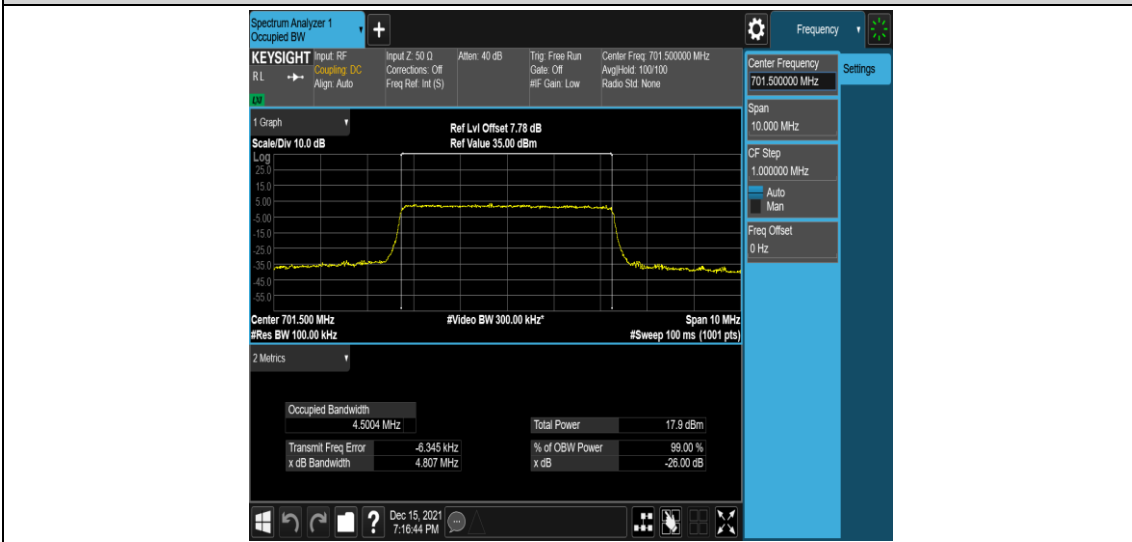 Spectrum Analyzer 1
Occupied BW
+
Frequency
KEYSIGHT
R L
LXI
Input: RF
Coupling: DC
Align: Auto
Input Z: 50 Ω
Corrections: Off
Freq Ref: Int (S)
Atten: 40 dB
Trig: Free Run
Gate: Off
#IF Gain: Low
Center Freq: 701.500000 MHz
Avg|Hold: 100/100
Radio Std: None
Center Frequency
701.500000 MHz
Settings
Span
10.000 MHz
CF Step
1.000000 MHz
Auto
Man
Freq Offset
0 Hz
1 Graph
Scale/Div 10.0 dB
Ref Lvl Offset 7.78 dB
Ref Value 35.00 dBm
Log
25.0
15.0
5.00
-5.00
-15.0
-25.0
-35.0
-45.0
-55.0
Center 701.500 MHz
#Res BW 100.00 kHz
#Video BW 300.00 kHz*
Span 10 MHz
#Sweep 100 ms (1001 pts)
2 Metrics
Occupied Bandwidth
4.5004 MHz
Total Power 17.9 dBm
Transmit Freq Error -6.345 kHz
% of OBW Power 99.00 %
x dB Bandwidth 4.807 MHz
x dB -26.00 dB
?
Dec 15, 2021
7:16:44 PM